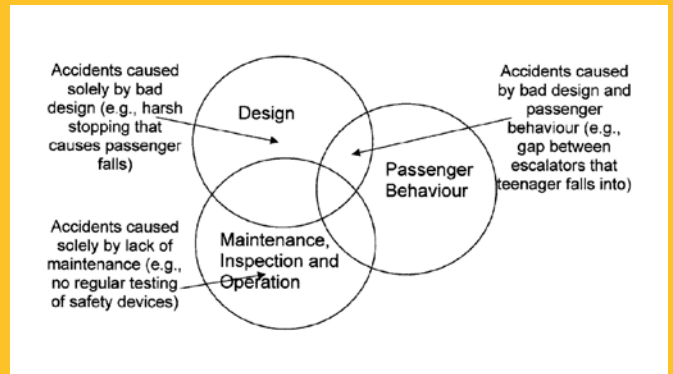 Accidents caused
solely by bad
design (e.g., harsh
stopping that
causes passenger
falls)
Design
Accidents caused
by bad design and
passenger
behaviour (e.g.,
gap between
escalators that
teenager falls into)
Passenger
Behaviour
Accidents caused
solely by lack of
maintenance (e.g.,
no regular testing
of safety devices)
Maintenance,
Inspection and
Operation